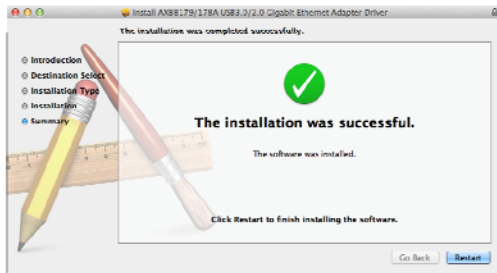 Install AX88179/178A USB3.0/2.0 Gigabit Ethernet Adapter Driver
The installation was completed successfully.
Introduction
Destination Select
Installation Type
Installation
Summary
The installation was successful.
The software was installed.
Click Restart to finish installing the software.
Go Back
Restart